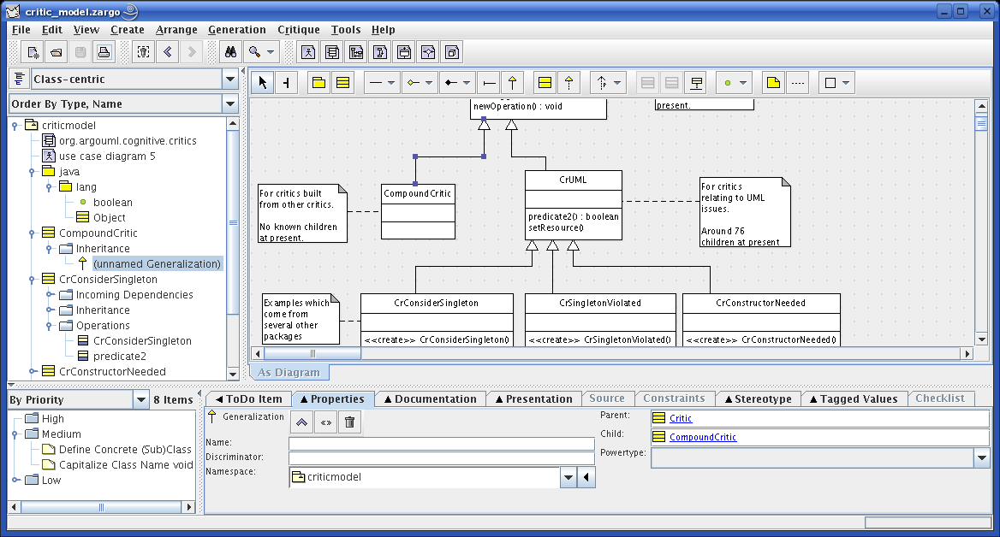 critic_model.zargo
File Edit View Create Arrange Generation Critique Tools Help
Class-centric
Order By Type, Name
criticmodel
org.argouml.cognitive.critics
use case diagram 5
java
lang
boolean
Object
CompoundCritic
Inheritance
(unnamed Generalization)
CrConsiderSingleton
Incoming Dependencies
Inheritance
Operations
CrConsiderSingleton
predicate2
CrConstructorNeeded
newOperation() : void
present.
For critics built
from other critics.
No known children
at present.
CompoundCritic
CrUML
predicate2() : boolean
setResource()
For critics
relating to UML
issues.
Around 76
children at present
Examples which
come from
several other
packages
CrConsiderSingleton
<<create>> CrConsiderSingleton()
CrSingletonViolated
<<create>> CrSingletonViolated()
CrConstructorNeeded
<<create>> CrConstructorNeeded()
As Diagram
By Priority 8 Items
High
Medium
Define Concrete (Sub)Class
Capitalize Class Name void
Low
ToDo Item Properties Documentation Presentation Source Constraints Stereotype Tagged Values Checklist
Generalization
Name:
Discriminator:
Namespace: criticmodel
Parent: Critic
Child: CompoundCritic
Powertype: